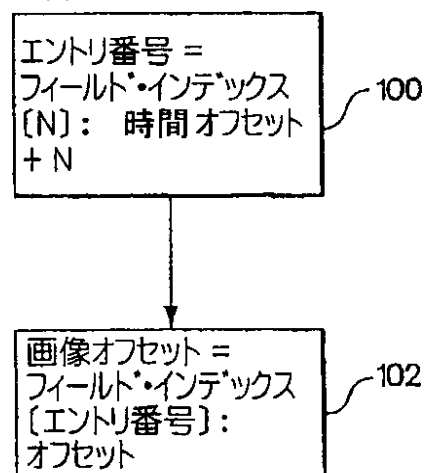 エントリ番号 =
フィールド・インデックス
[N]: 時間オフセット
+ N
100
画像オフセット =
フィールド・インデックス
[エントリ番号]:
オフセット
102